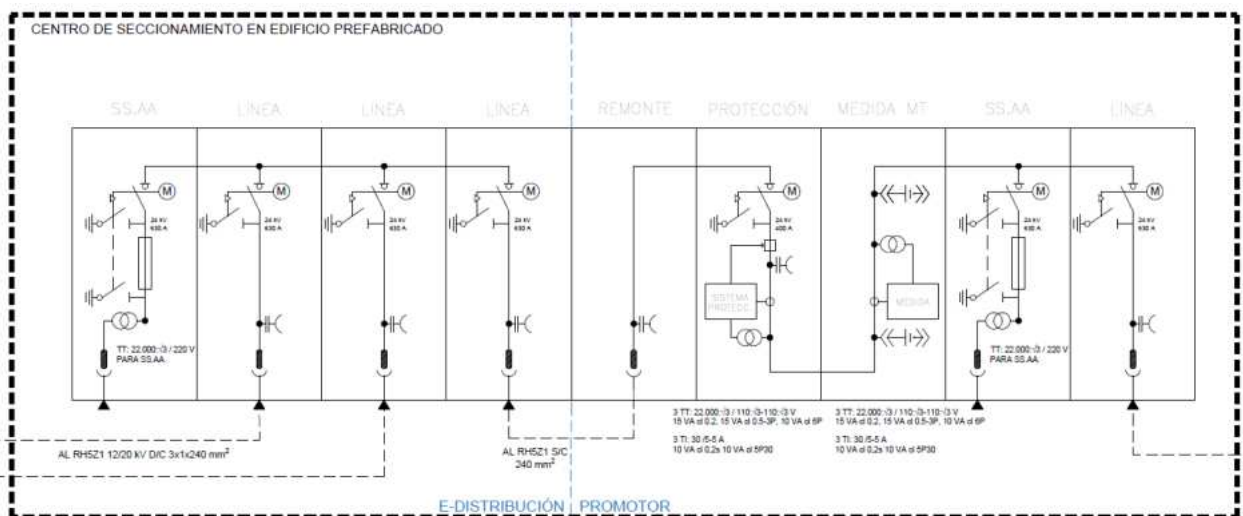 CENTRO DE SECCIONAMIENTO EN EDIFICIO PREFABRICADO
SS.AA
LÍNEA
LÍNEA
LÍNEA
REMONTE
PROTECCIÓN
MEDIDA MT
SS.AA
LÍNEA
M
M
M
M
M
M
M
24 kV
630 A
24 kV
630 A
24 kV
630 A
24 kV
630 A
24 kV
400 A
24 kV
630 A
24 kV
630 A
SISTEMA
PROTECC.
MEDIDA
TT: 22.000:√3 / 220 V
PARA SS.AA.
TT: 22.000:√3 / 220 V
PARA SS.AA.
3 TT: 22.000:√3 / 110:√3-110:√3 V
15 VA cl 0.2, 15 VA cl 0.5-3P, 10 VA cl 6P
3 TI: 30 /5-5 A
10 VA cl 0,2s 10 VA cl 5P30
3 TT: 22.000:√3 / 110:√3-110:√3 V
15 VA cl 0.2, 15 VA cl 0.5-3P, 10 VA cl 6P
3 TI: 30 /5-5 A
10 VA cl 0,2s 10 VA cl 5P30
AL RH5Z1 12/20 kV D/C 3x1x240 mm²
AL RH5Z1 S/C
240 mm²
E-DISTRIBUCIÓN
PROMOTOR